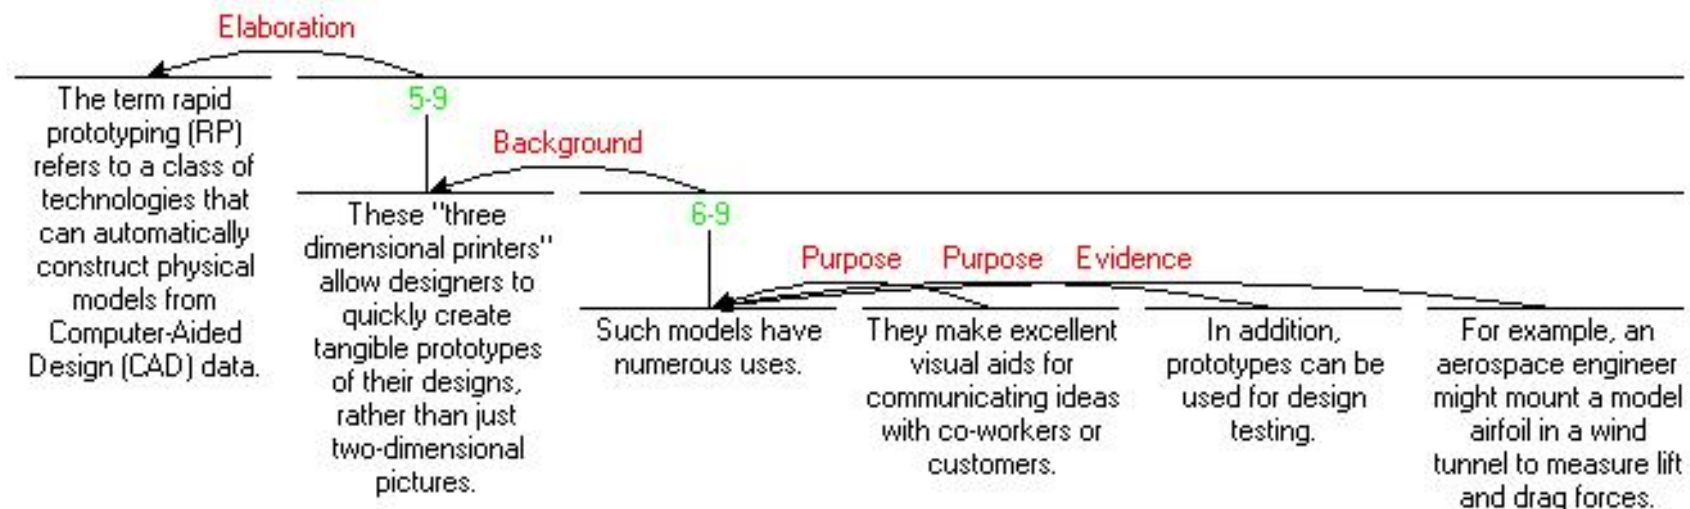 Elaboration
The term rapid
prototyping (RP)
refers to a class of
technologies that
can automatically
construct physical
models from
Computer-Aided
Design (CAD) data.
5-9
Background
These "three
dimensional printers"
allow designers to
quickly create
tangible prototypes
of their designs,
rather than just
two-dimensional
pictures.
6-9
Purpose Purpose Evidence
Such models have
numerous uses.
They make excellent
visual aids for
communicating ideas
with co-workers or
customers.
In addition,
prototypes can be
used for design
testing.
For example, an
aerospace engineer
might mount a model
airfoil in a wind
tunnel to measure lift
and drag forces.